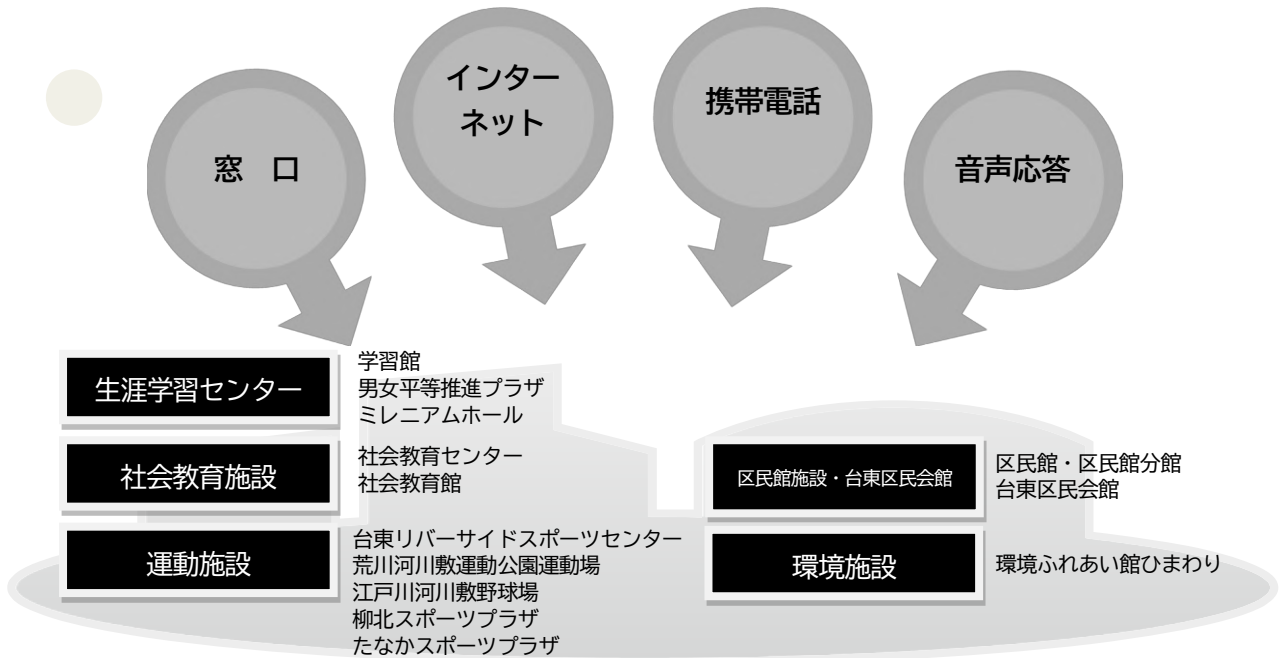 窓　口
インター
ネット
携帯電話
音声応答
生涯学習センター
学習館
男女平等推進プラザ
ミレニアムホール
社会教育施設
社会教育センター
社会教育館
運動施設
台東リバーサイドスポーツセンター
荒川河川敷運動公園運動場
江戸川河川敷野球場
柳北スポーツプラザ
たなかスポーツプラザ
区民館施設・台東区民会館
区民館・区民館分館
台東区民会館
環境施設
環境ふれあい館ひまわり